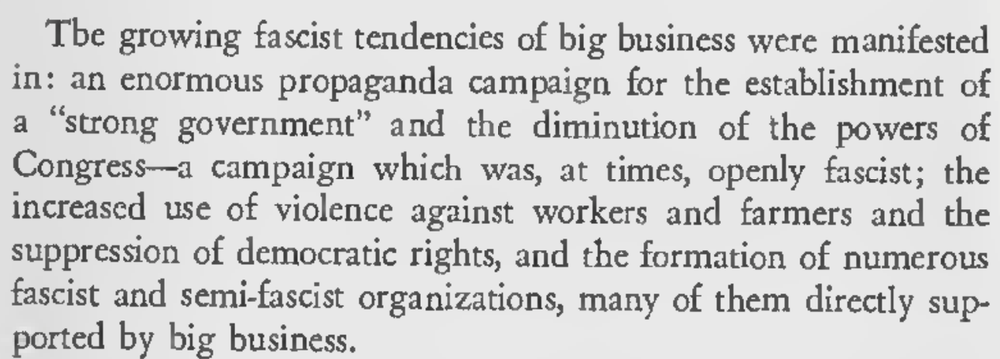 The growing fascist tendencies of big business were manifested
in: an enormous propaganda campaign for the establishment of
a “strong government” and the diminution of the powers of
Congress—a campaign which was, at times, openly fascist; the
increased use of violence against workers and farmers and the
suppression of democratic rights, and the formation of numerous
fascist and semi-fascist organizations, many of them directly sup-
ported by big business.